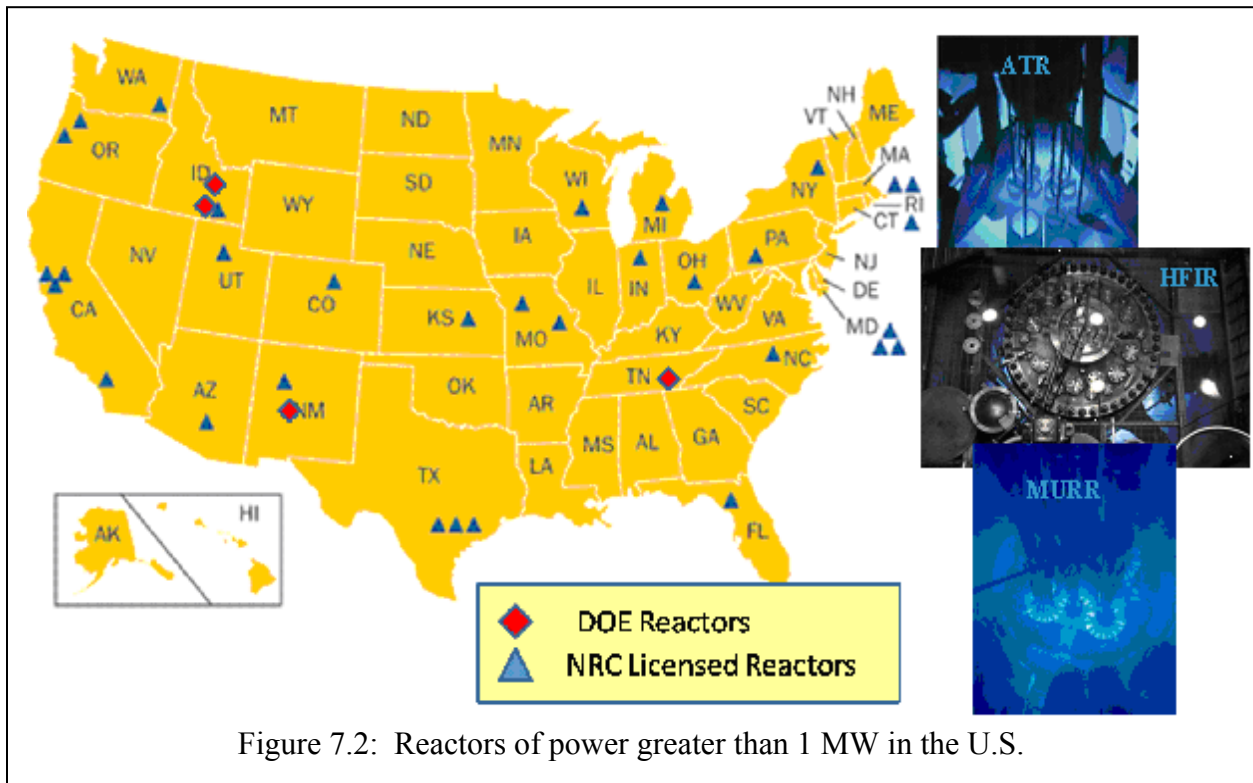 WA
MT
ND
MN
OR
ID
SD
WI
MI
WY
NV
UT
CA
CO
NE
IA
IL
IN
OH
PA
NY
VT
NH
ME
MA
RI
CT
NJ
DE
MD
WV
VA
KY
KS
MO
AZ
NM
OK
AR
TN
NC
SC
MS
AL
GA
LA
TX
FL
AK
HI
ATR
HFIR
MURR
DOE Reactors
NRC Licensed Reactors
Figure 7.2: Reactors of power greater than 1 MW in the U.S.